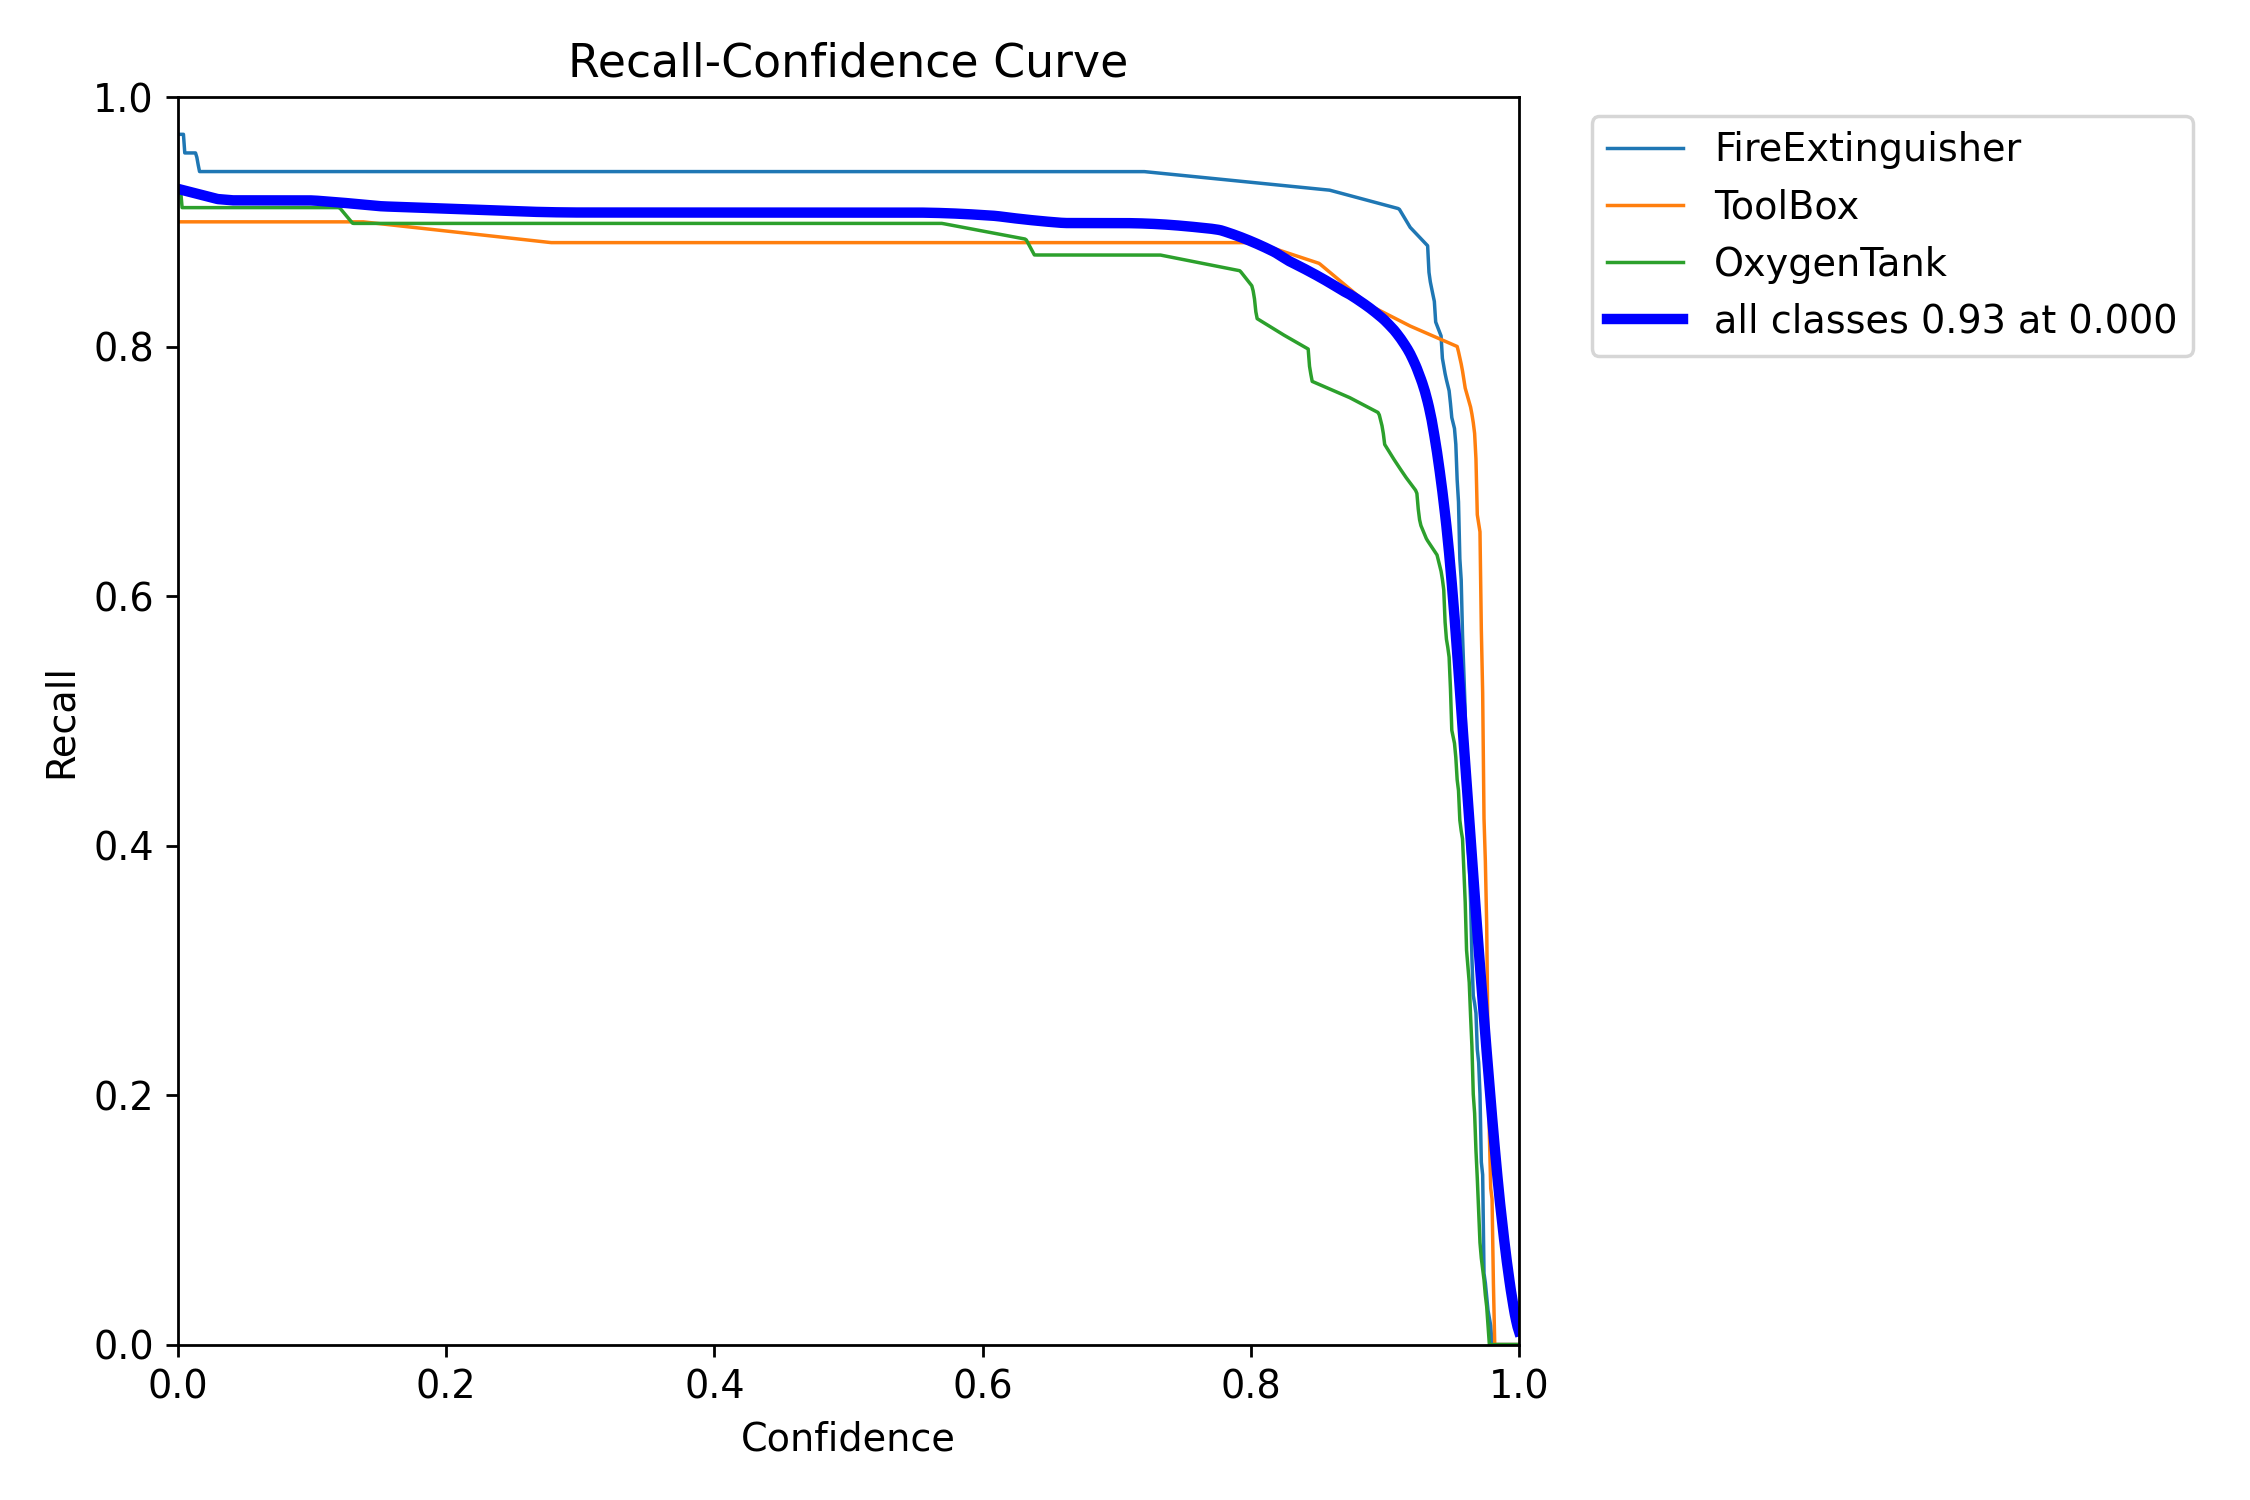 Recall-Confidence Curve
1.0
0.8
0.6
0.4
0.2
0.0
Recall
0.0 0.2 0.4 0.6 0.8 1.0
Confidence
FireExtinguisher
ToolBox
OxygenTank
all classes 0.93 at 0.000